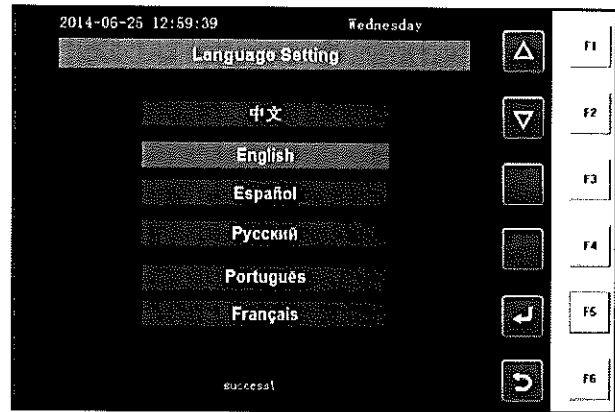 2014-06-25 12:59:39 Wednesday
Language Setting
中文
English
Español
Русский
Português
Français
success!
F1
F2
F3
F4
F5
F6